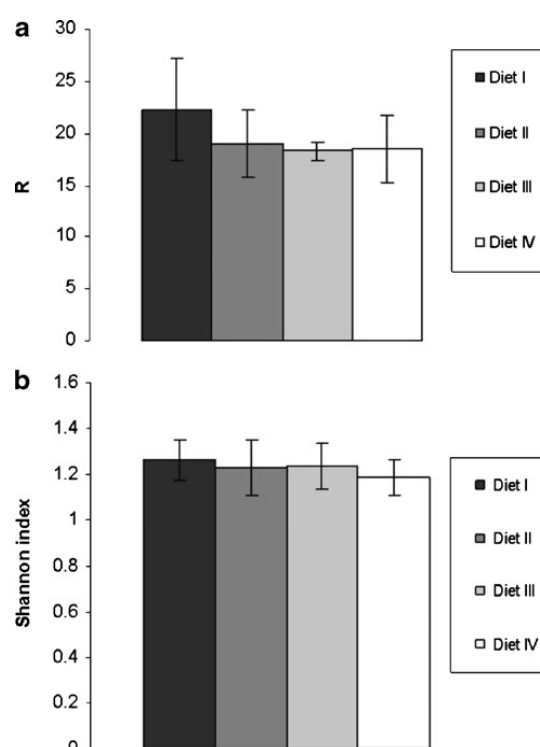 a
30
25
20
15
10
5
0
R
Diet I
Diet II
Diet III
Diet IV
b
1.6
1.4
1.2
1
0.8
0.6
0.4
0.2
0
Shannon index
Diet I
Diet II
Diet III
Diet IV